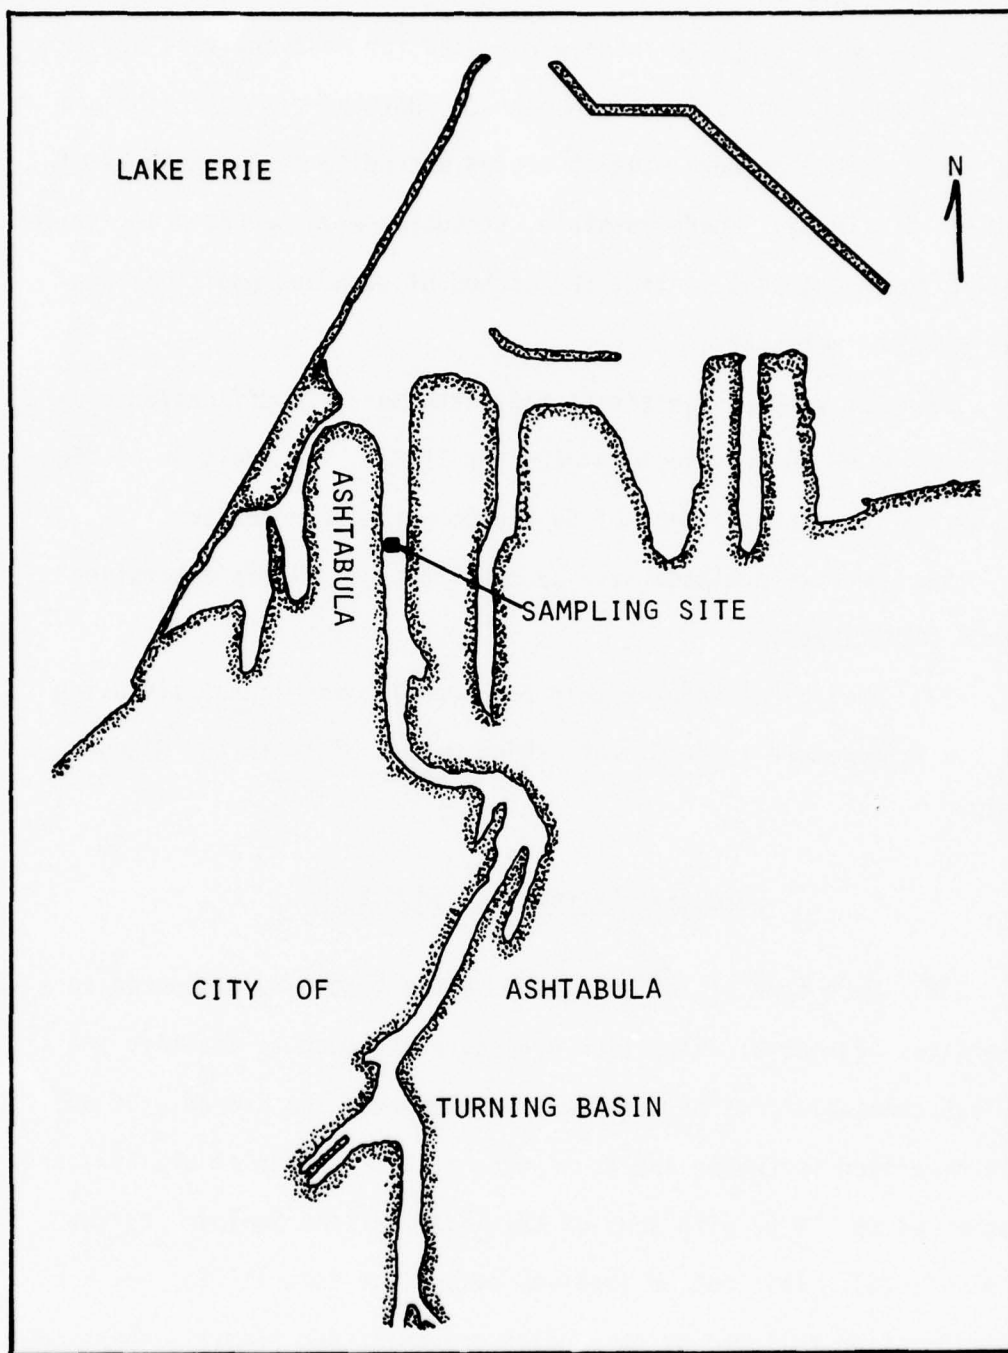 LAKE ERIE
N
ASHTABULA
SAMPLING SITE
CITY OF ASHTABULA
TURNING BASIN